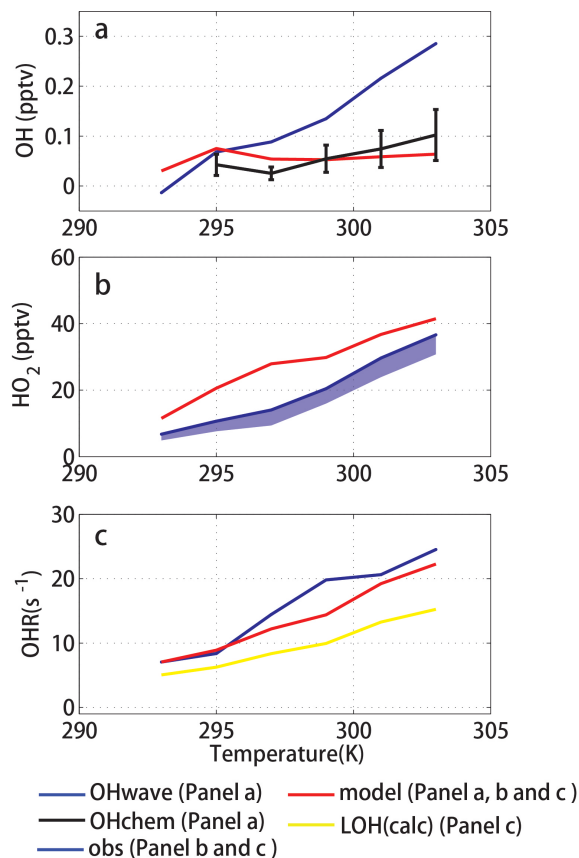 a
0.3
0.2
0.1
0
OH (pptv)
290 295 300 305
b
60
40
20
0
HO2 (pptv)
290 295 300 305
c
30
20
10
0
OHR(s -1)
290 295 300 305
Temperature(K)
OHwave (Panel a) model (Panel a, b and c )
OHchem (Panel a) LOH(calc) (Panel c)
obs (Panel b and c )